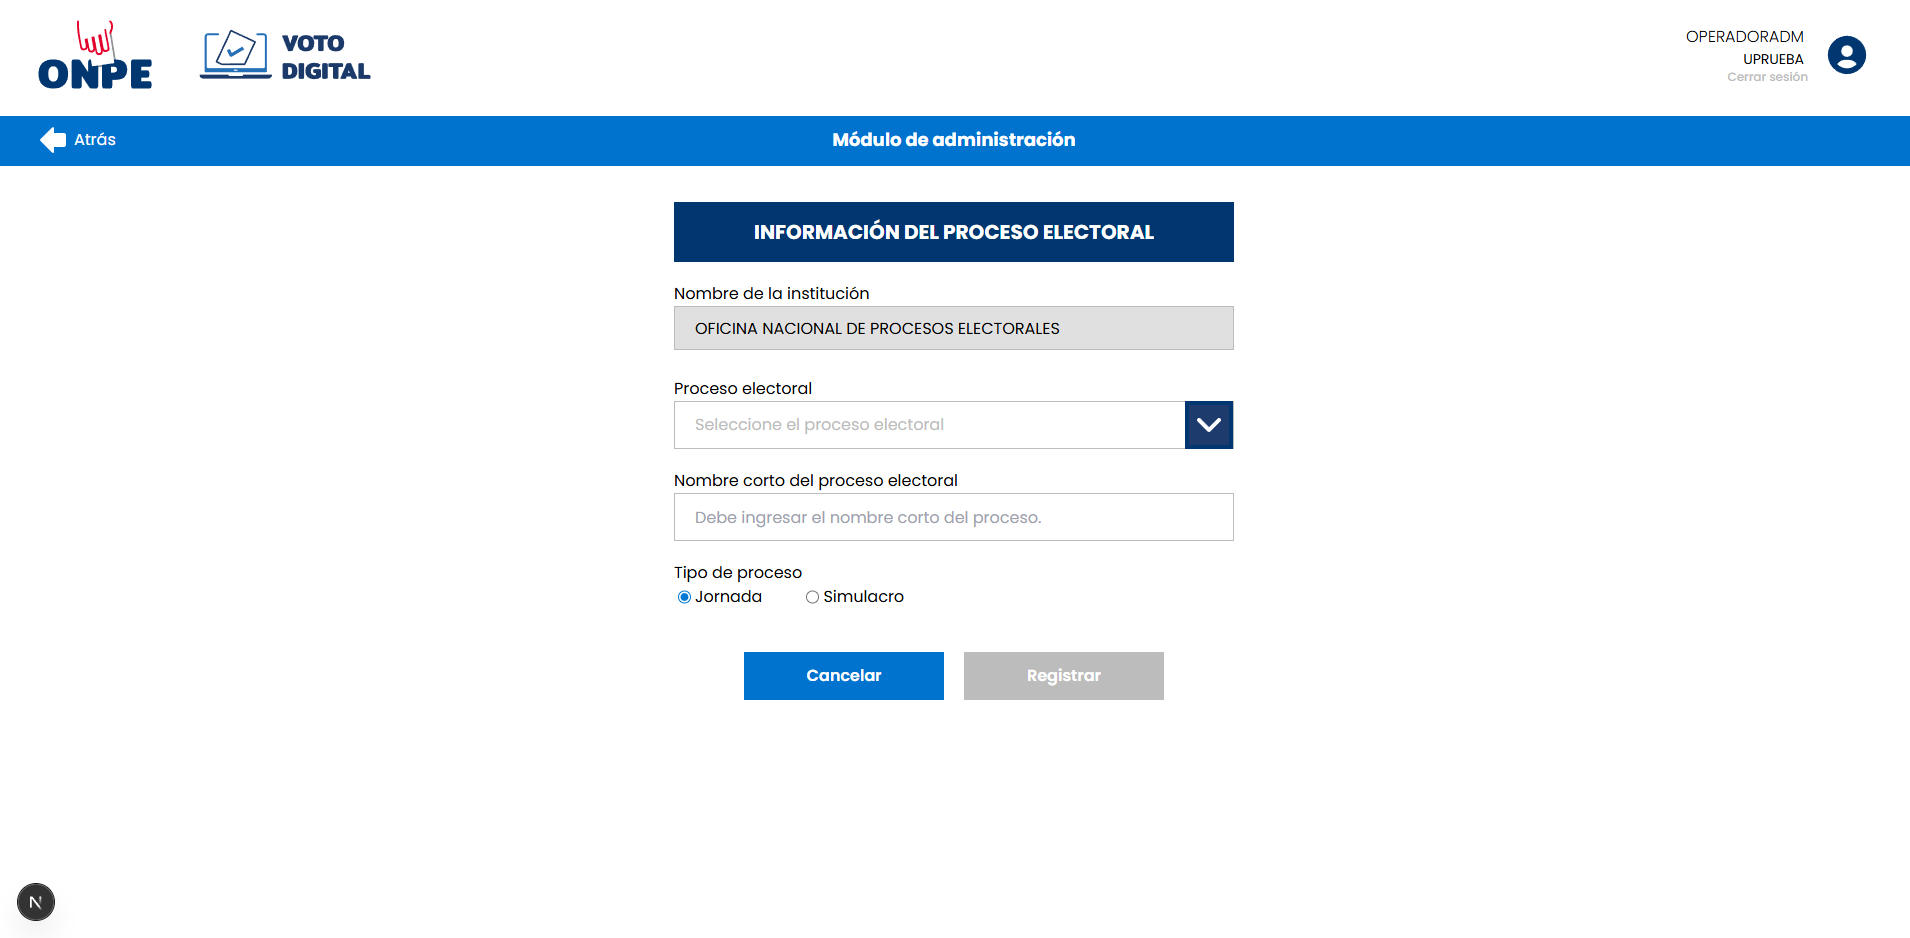 ONPE
VOTO
DIGITAL
OPERADORADM
UPRUEBA
Cerrar sesión
Atrás
Módulo de administración
INFORMACIÓN DEL PROCESO ELECTORAL
Nombre de la institución
OFICINA NACIONAL DE PROCESOS ELECTORALES
Proceso electoral
Seleccione el proceso electoral
Nombre corto del proceso electoral
Debe ingresar el nombre corto del proceso.
Tipo de proceso
Jornada Simulacro
Cancelar Registrar
N